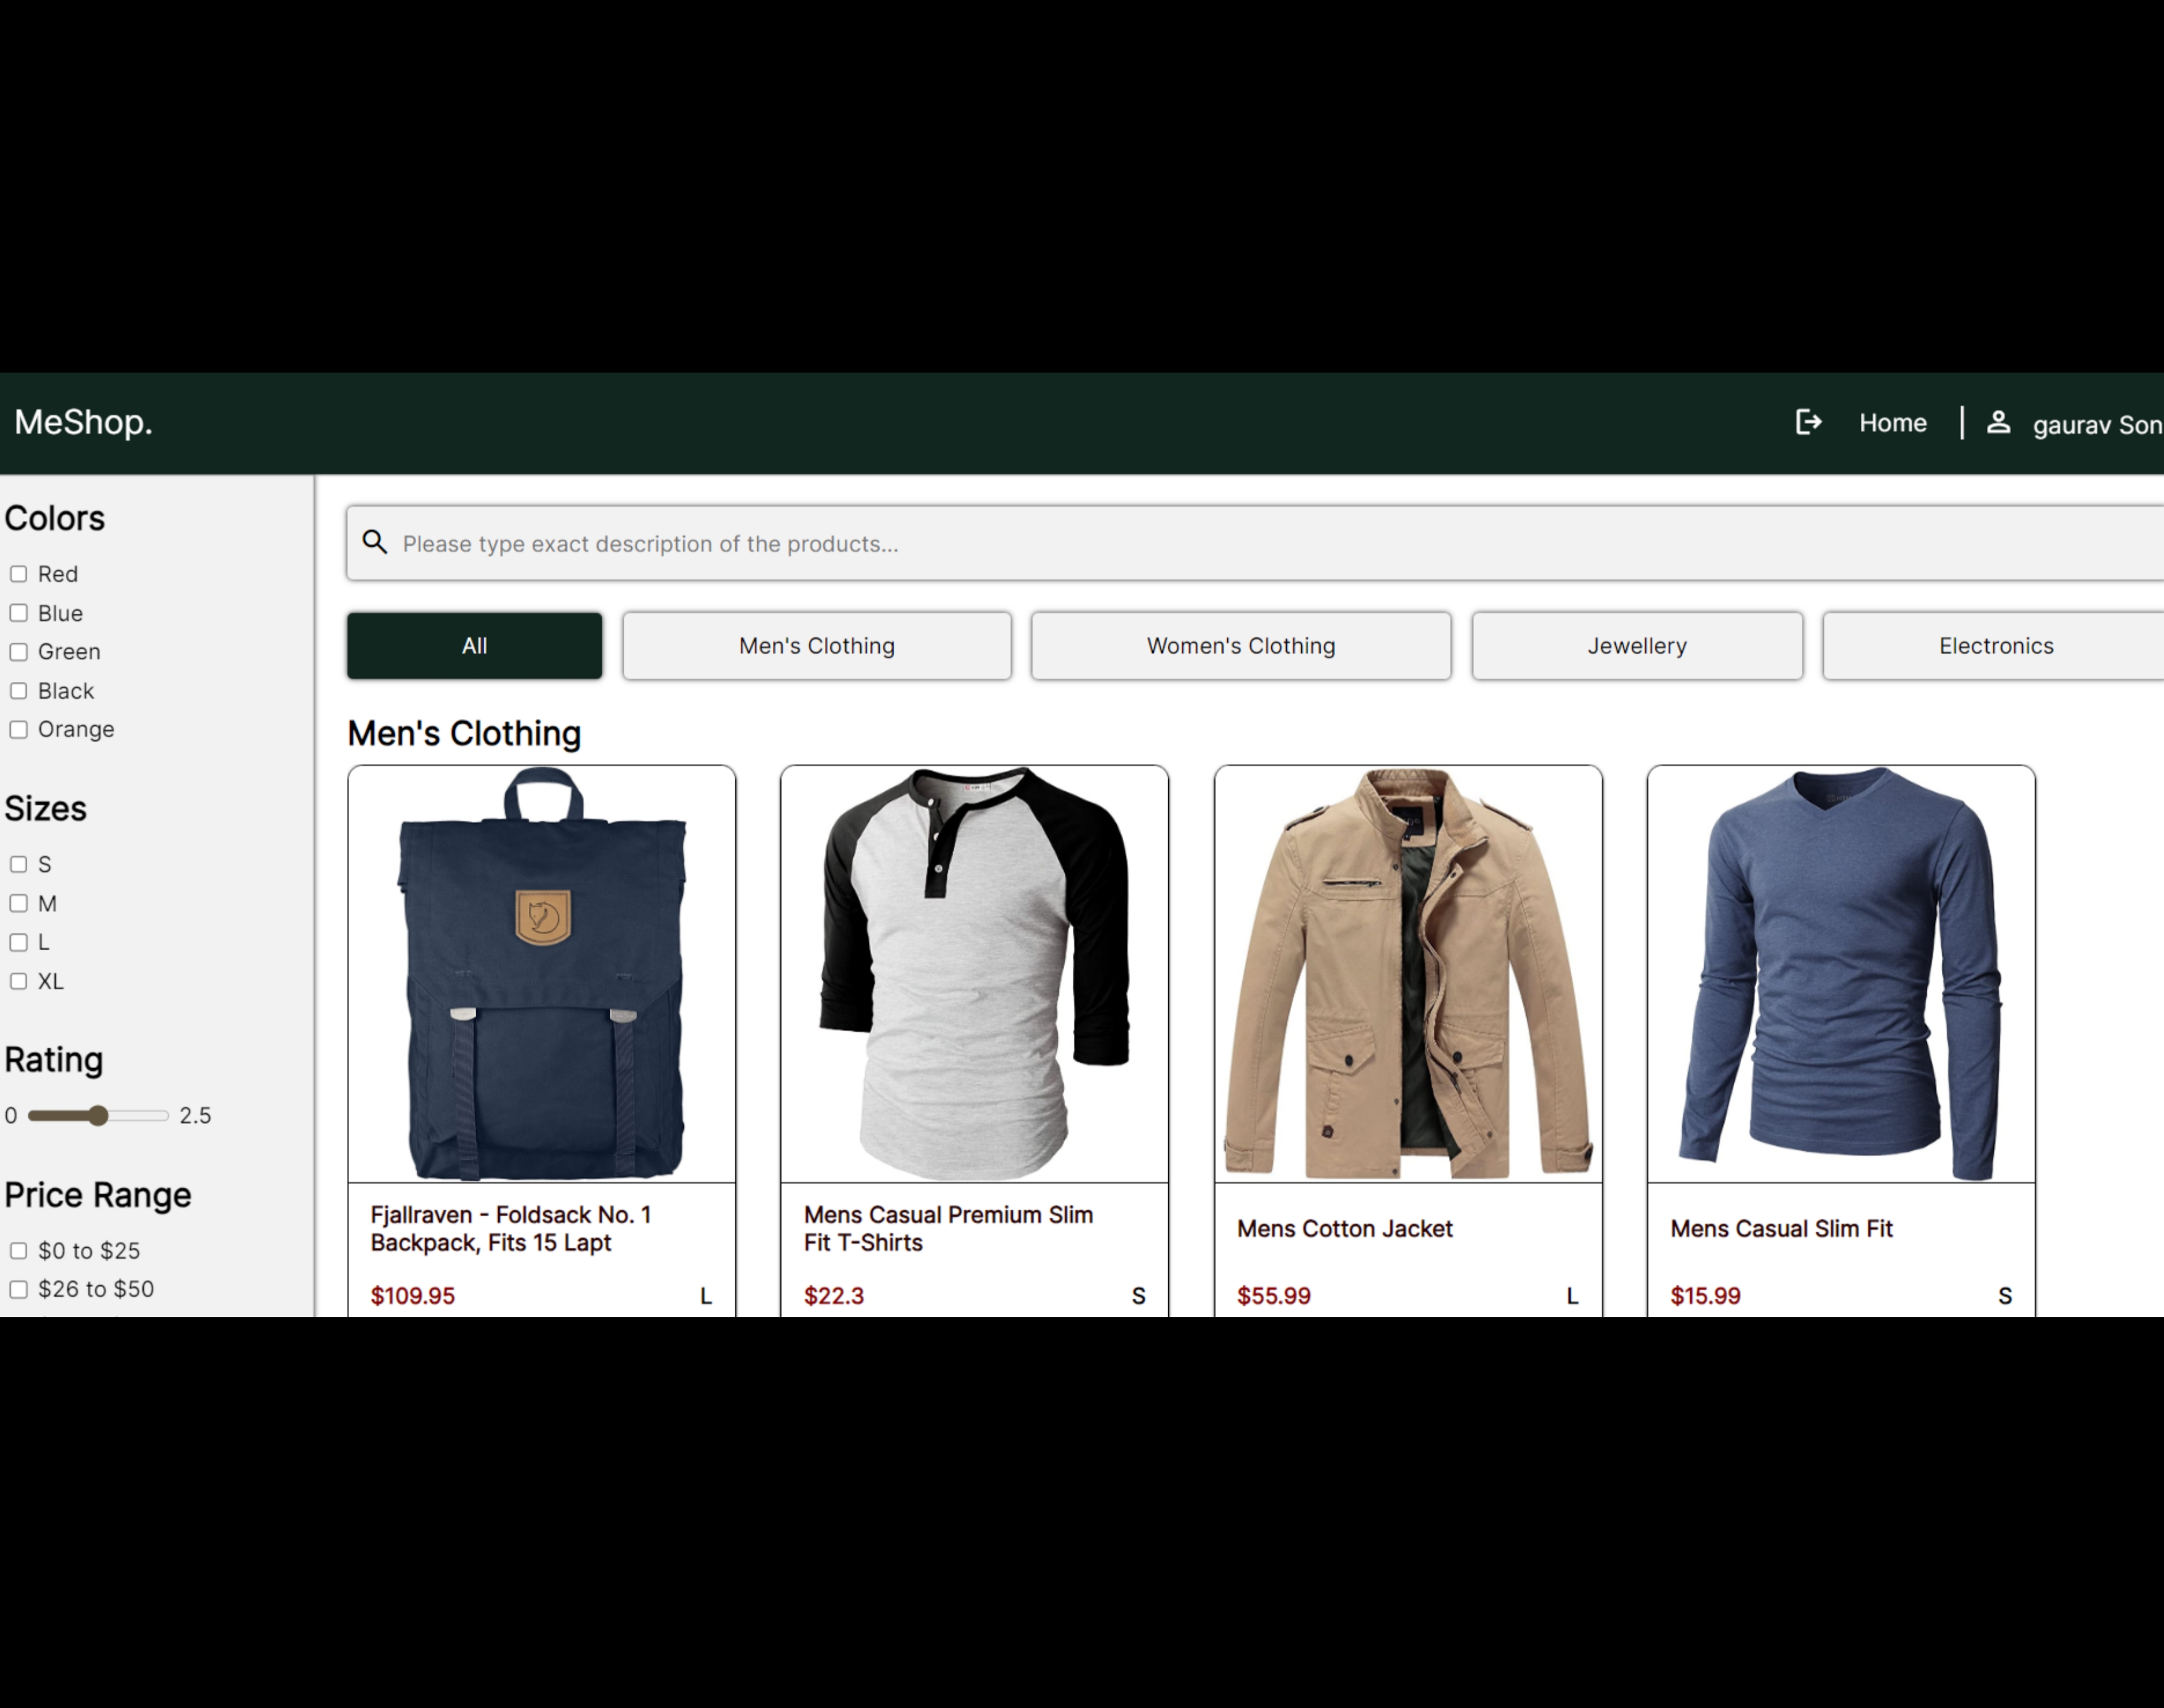 MeShop.
Home
gaurav Son
Colors
Red
Blue
Green
Black
Orange
Sizes
S
M
L
XL
Rating
0 2.5
Price Range
$0 to $25
$26 to $50
Please type exact description of the products...
All
Men's Clothing
Women's Clothing
Jewellery
Electronics
Men's Clothing
Fjallraven - Foldsack No. 1
Backpack, Fits 15 Lapt
$109.95 L
Mens Casual Premium Slim
Fit T-Shirts
$22.3 S
Mens Cotton Jacket
$55.99 L
Mens Casual Slim Fit
$15.99 S